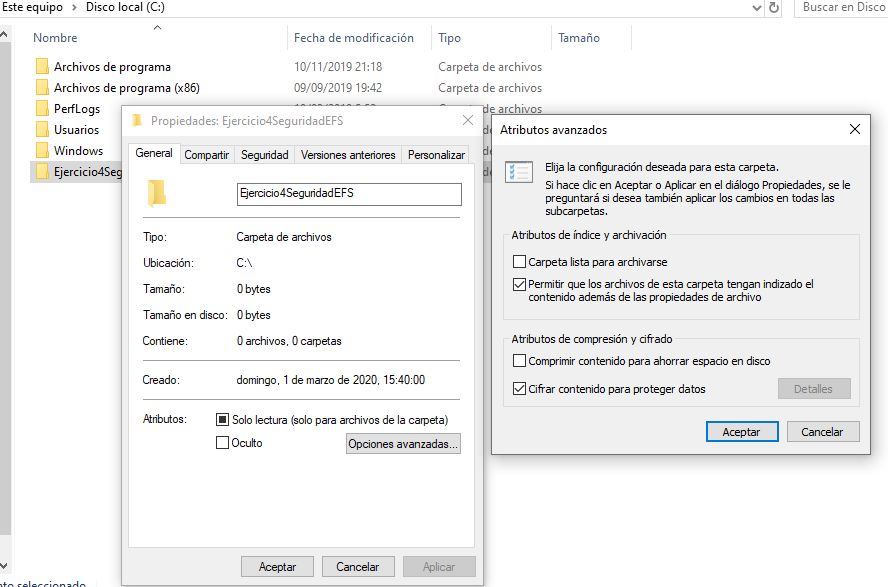 Este equipo > Disco local (C:)
Buscar en Disco
Nombre
Fecha de modificación
Tipo
Tamaño
Archivos de programa
10/11/2019 21:18
Carpeta de archivos
Archivos de programa (x86)
09/09/2019 19:42
Carpeta de archivos
PerfLogs
Carpeta de archivos
Usuarios
Windows
Ejercicio4Seg
Propiedades: Ejercicio4SeguridadEFS
General
Compartir
Seguridad
Versiones anteriores
Personalizar
Ejercicio4SeguridadEFS
Tipo:
Carpeta de archivos
Ubicación:
C:\
Tamaño:
0 bytes
Tamaño en disco:
0 bytes
Contiene:
0 archivos, 0 carpetas
Creado:
domingo, 1 de marzo de 2020, 15:40:00
Atributos:
Solo lectura (solo para archivos de la carpeta)
Oculto
Opciones avanzadas...
Aceptar
Cancelar
Aplicar
Atributos avanzados
Elija la configuración deseada para esta carpeta.
Si hace clic en Aceptar o Aplicar en el diálogo Propiedades, se le
preguntará si desea también aplicar los cambios en todas las
subcarpetas.
Atributos de índice y archivación
Carpeta lista para archivarse
Permitir que los archivos de esta carpeta tengan indizado el
contenido además de las propiedades de archivo
Atributos de compresión y cifrado
Comprimir contenido para ahorrar espacio en disco
Cifrar contenido para proteger datos
Detalles
Aceptar
Cancelar
nto seleccionado